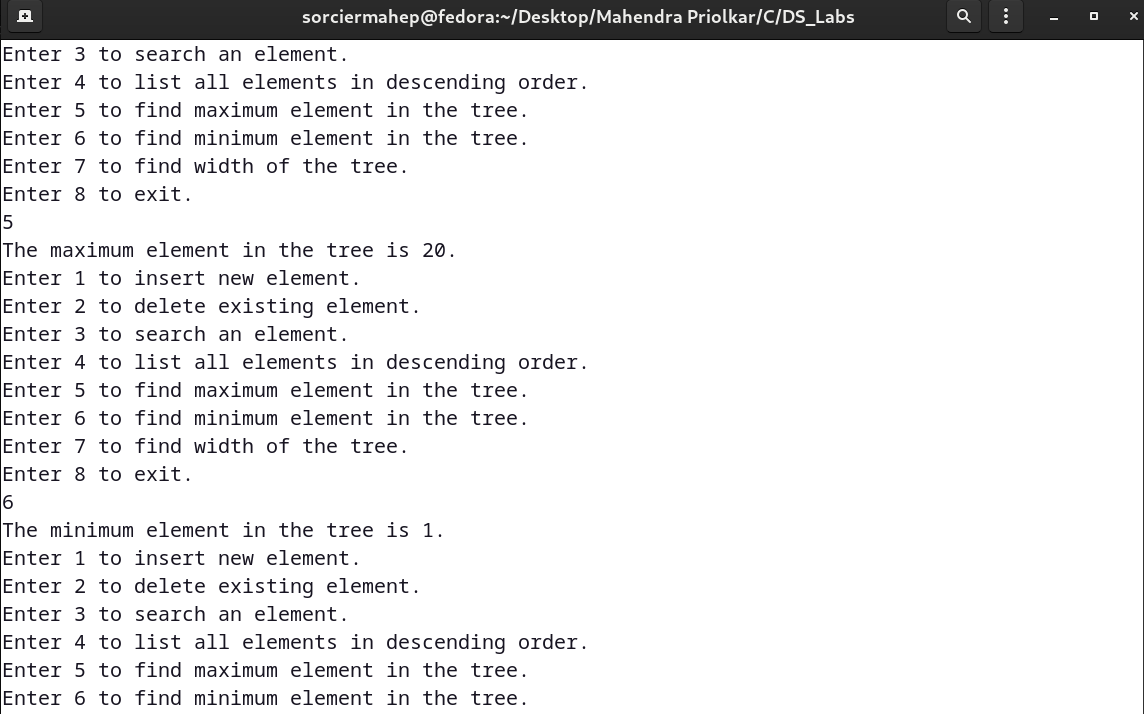 sorciermahep@fedora:~/Desktop/Mahendra Priolkar/C/DS_Labs
Enter 3 to search an element.
Enter 4 to list all elements in descending order.
Enter 5 to find maximum element in the tree.
Enter 6 to find minimum element in the tree.
Enter 7 to find width of the tree.
Enter 8 to exit.
5
The maximum element in the tree is 20.
Enter 1 to insert new element.
Enter 2 to delete existing element.
Enter 3 to search an element.
Enter 4 to list all elements in descending order.
Enter 5 to find maximum element in the tree.
Enter 6 to find minimum element in the tree.
Enter 7 to find width of the tree.
Enter 8 to exit.
6
The minimum element in the tree is 1.
Enter 1 to insert new element.
Enter 2 to delete existing element.
Enter 3 to search an element.
Enter 4 to list all elements in descending order.
Enter 5 to find maximum element in the tree.
Enter 6 to find minimum element in the tree.